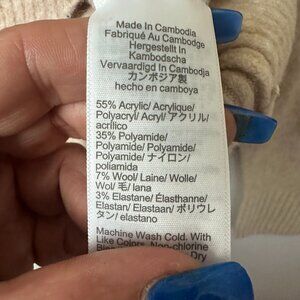 Made In Cambodia
Fabriqué Au Cambodge
Hergestellt In
Kambodscha
Vervaardigd In Cambodja
カンボジア製
hecho en camboya
55% Acrylic/ Acrylique/
Polyacryl/ Acryl/ アクリル/
acrílico
35% Polyamide/
Polyamide/ Polyamide/
Polyamide/ ナイロン/
poliamida
7% Wool/ Laine/ Wolle/
Wol/ 毛/ lana
3% Elastane/ Élasthanne/
Elastan/ Elastaan/ ポリウレ
タン/ elastano
Machine Wash Cold. With
Like Colors. Non-chlorine
Dry